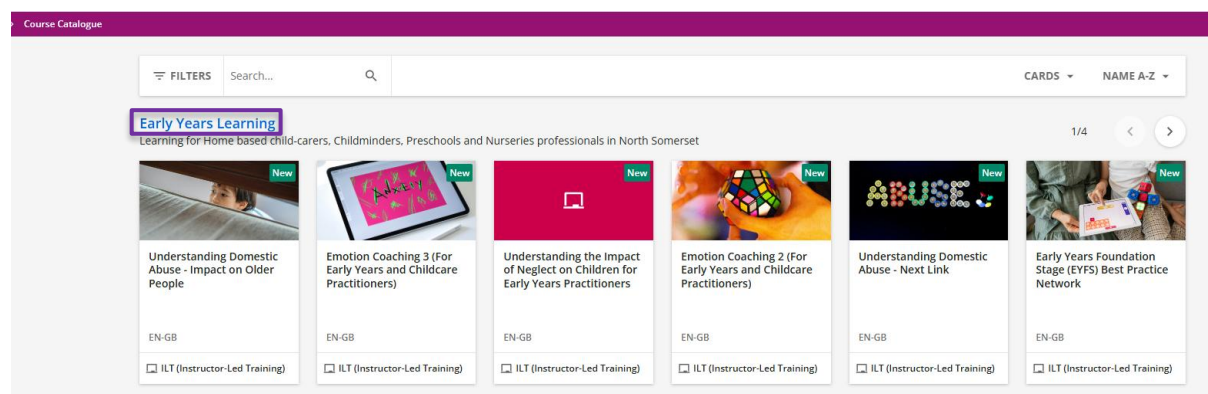 Course Catalogue
FILTERS Search... CARDS NAME A-Z
Early Years Learning
Learning for Home based child-carers, Childminders, Preschools and Nurseries professionals in North Somerset
1/4
New New New New New New
Anxiety ABUSE
Understanding Domestic
Abuse - Impact on Older
People
Emotion Coaching 3 (For
Early Years and Childcare
Practitioners)
Understanding the Impact
of Neglect on Children for
Early Years Practitioners
Emotion Coaching 2 (For
Early Years and Childcare
Practitioners)
Understanding Domestic
Abuse - Next Link
Early Years Foundation
Stage (EYFS) Best Practice
Network
EN-GB EN-GB EN-GB EN-GB EN-GB EN-GB
ILT (Instructor-Led Training) ILT (Instructor-Led Training) ILT (Instructor-Led Training) ILT (Instructor-Led Training) ILT (Instructor-Led Training) ILT (Instructor-Led Training)